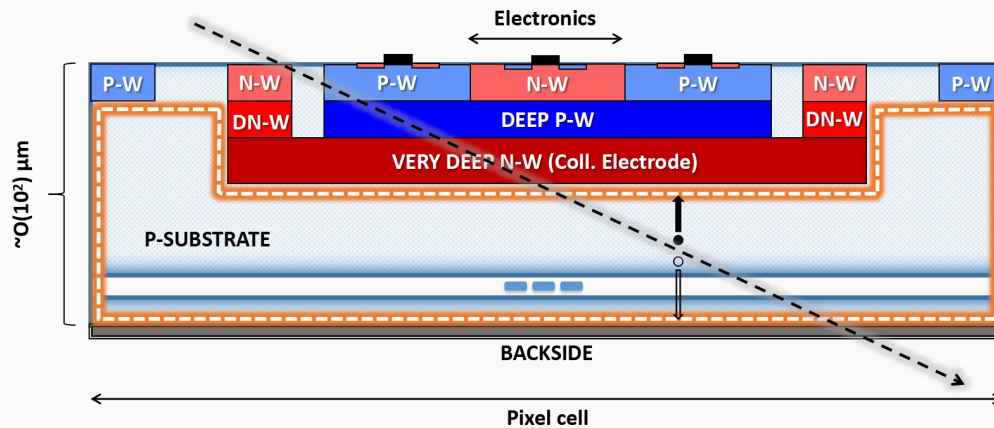 Electronics
P-W N-W P-W N-W P-W N-W P-W
DN-W DEEP P-W DN-W
VERY DEEP N-W (Coll. Electrode)
~O(10²) µm
P-SUBSTRATE
BACKSIDE
Pixel cell